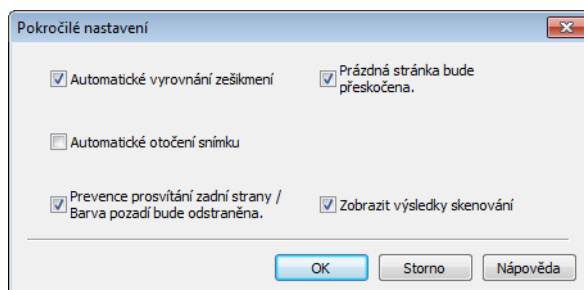 Pokročilé nastavení
Automatické vyrovnání zešikmení
Prázdná stránka bude
přeskočena.
Automatické otočení snímku
Prevence prosvítání zadní strany /
Barva pozadí bude odstraněna.
Zobrazit výsledky skenování
OK
Storno
Nápověda